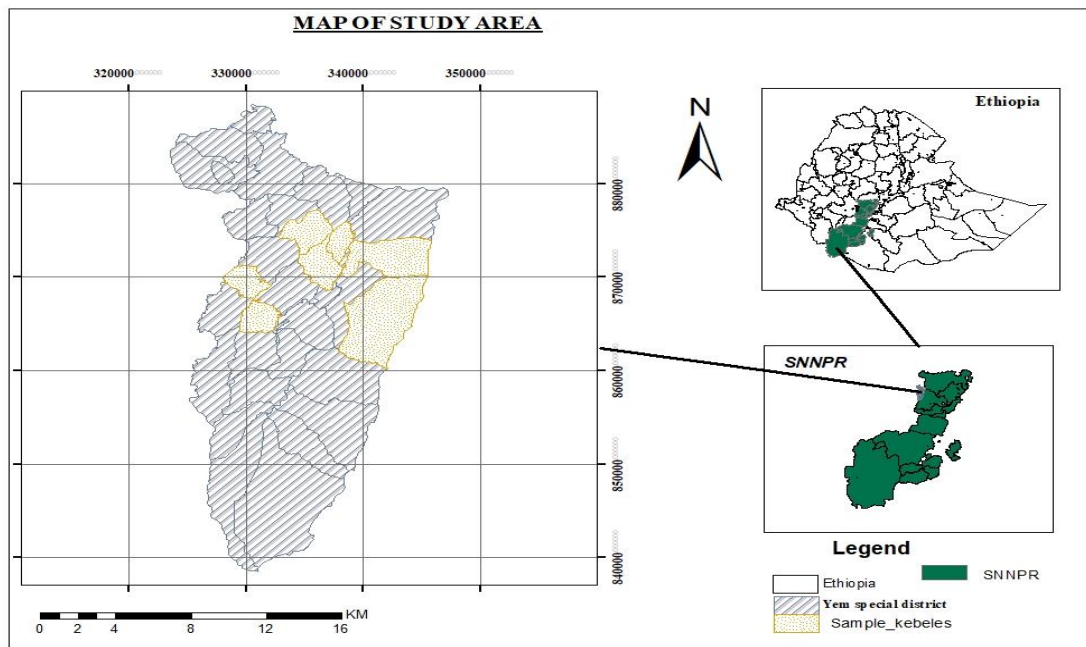 MAP OF STUDY AREA
320000 330000 340000 350000
N
Ethiopia
880000
870000
860000
850000
840000
SNNPR
Legend
Ethiopia
SNNPR
Yem special district
Sample_kebeles
KM
0 2 4 8 12 16